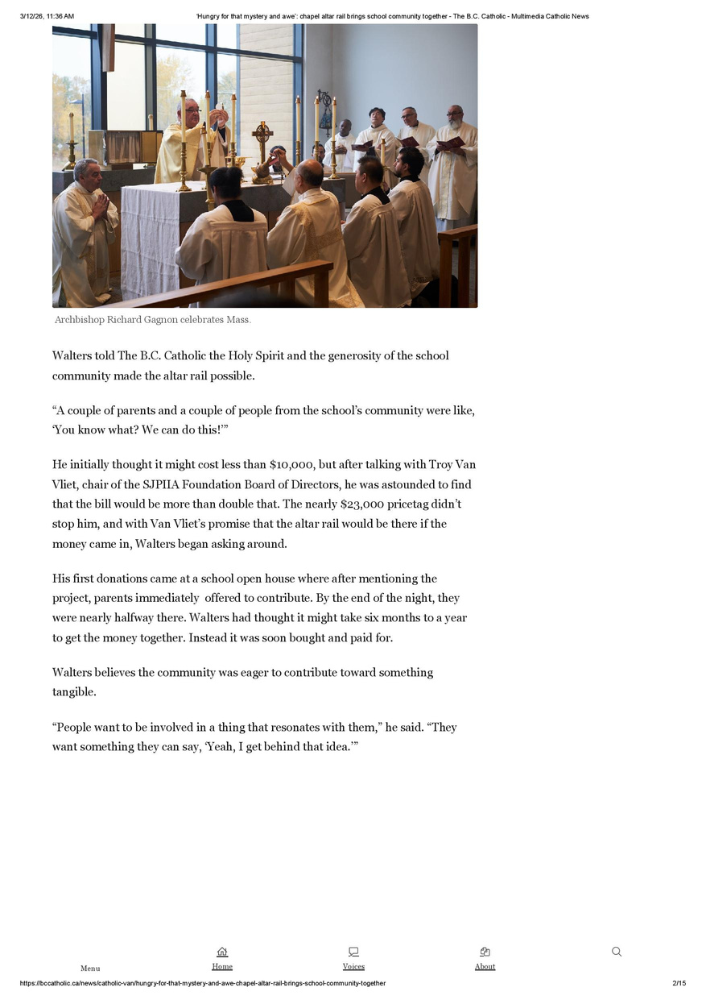 3/12/26, 11:36 AM
‘Hungry for that mystery and awe’: chapel altar rail brings school community together - The B.C. Catholic - Multimedia Catholic News
Archbishop Richard Gagnon celebrates Mass.
Walters told The B.C. Catholic the Holy Spirit and the generosity of the school
community made the altar rail possible.
“A couple of parents and a couple of people from the school’s community were like,
‘You know what? We can do this!’”
He initially thought it might cost less than $10,000, but after talking with Troy Van
Vliet, chair of the SJPIIA Foundation Board of Directors, he was astounded to find
that the bill would be more than double that. The nearly $23,000 pricetag didn’t
stop him, and with Van Vliet’s promise that the altar rail would be there if the
money came in, Walters began asking around.
His first donations came at a school open house where after mentioning the
project, parents immediately  offered to contribute. By the end of the night, they
were nearly halfway there. Walters had thought it might take six months to a year
to get the money together. Instead it was soon bought and paid for.
Walters believes the community was eager to contribute toward something
tangible.
“People want to be involved in a thing that resonates with them,” he said. “They
want something they can say, ‘Yeah, I get behind that idea.’”
Menu
Home
Voices
About
https://bccatholic.ca/news/catholic-van/hungry-for-that-mystery-and-awe-chapel-altar-rail-brings-school-community-together
2/15